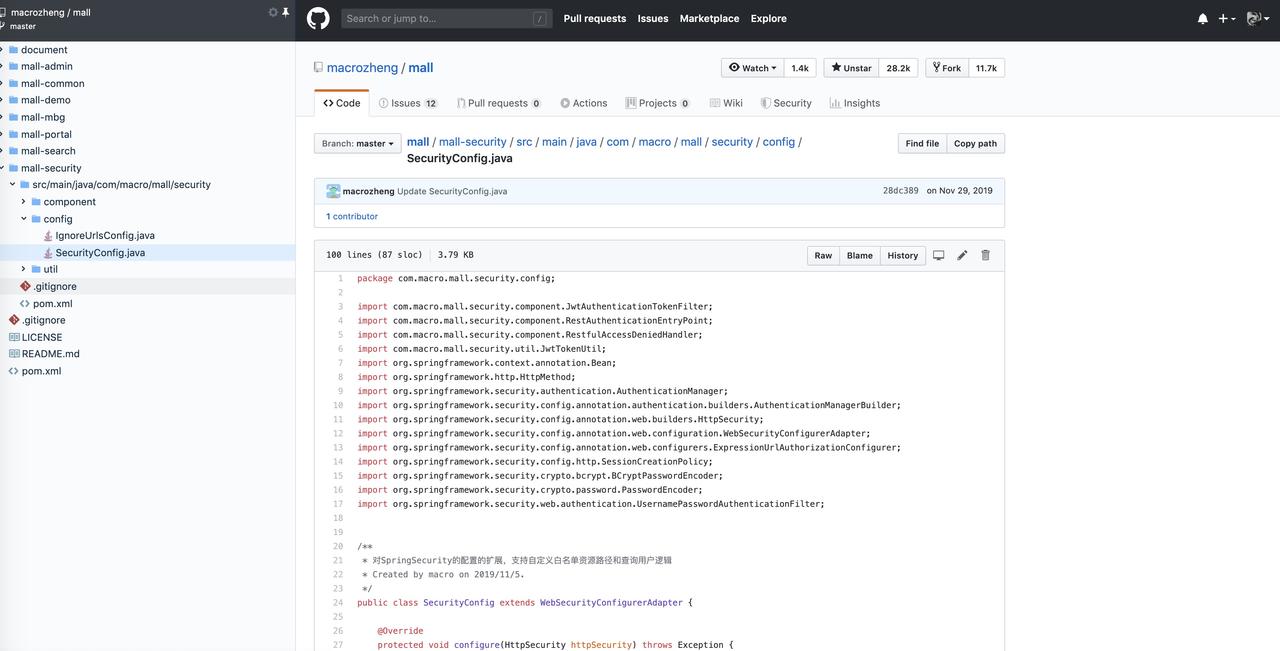 macrozheng / mall
master
document
mall-admin
mall-common
mall-demo
mall-mbg
mall-portal
mall-search
mall-security
src/main/java/com/macro/mall/security
component
config
IgnoreUrlsConfig.java
SecurityConfig.java
util
.gitignore
pom.xml
.gitignore
LICENSE
README.md
pom.xml
Search or jump to...
/
Pull requests Issues Marketplace Explore
macrozheng / mall
Watch 1.4k Unstar 28.2k Fork 11.7k
Code Issues 12 Pull requests 0 Actions Projects 0 Wiki Security Insights
Branch: master
mall / mall-security / src / main / java / com / macro / mall / security / config /
SecurityConfig.java
Find file Copy path
macrozheng Update SecurityConfig.java 28dc389 on Nov 29, 2019
1 contributor
100 lines (87 sloc) 3.79 KB Raw Blame History
1 package com.macro.mall.security.config;
2
3 import com.macro.mall.security.component.JwtAuthenticationTokenFilter;
4 import com.macro.mall.security.component.RestAuthenticationEntryPoint;
5 import com.macro.mall.security.component.RestfulAccessDeniedHandler;
6 import com.macro.mall.security.util.JwtTokenUtil;
7 import org.springframework.context.annotation.Bean;
8 import org.springframework.http.HttpMethod;
9 import org.springframework.security.authentication.AuthenticationManager;
10 import org.springframework.security.config.annotation.authentication.builders.AuthenticationManagerBuilder;
11 import org.springframework.security.config.annotation.web.builders.HttpSecurity;
12 import org.springframework.security.config.annotation.web.configuration.WebSecurityConfigurerAdapter;
13 import org.springframework.security.config.annotation.web.configurers.ExpressionUrlAuthorizationConfigurer;
14 import org.springframework.security.config.http.SessionCreationPolicy;
15 import org.springframework.security.crypto.bcrypt.BCryptPasswordEncoder;
16 import org.springframework.security.crypto.password.PasswordEncoder;
17 import org.springframework.security.web.authentication.UsernamePasswordAuthenticationFilter;
18
19
20 /**
21 * 对SpringSecurity的配置的扩展，支持自定义白名单资源路径和查询用户逻辑
22 * Created by macro on 2019/11/5.
23 */
24 public class SecurityConfig extends WebSecurityConfigurerAdapter {
25
26 @Override
27 protected void configure(HttpSecurity httpSecurity) throws Exception {